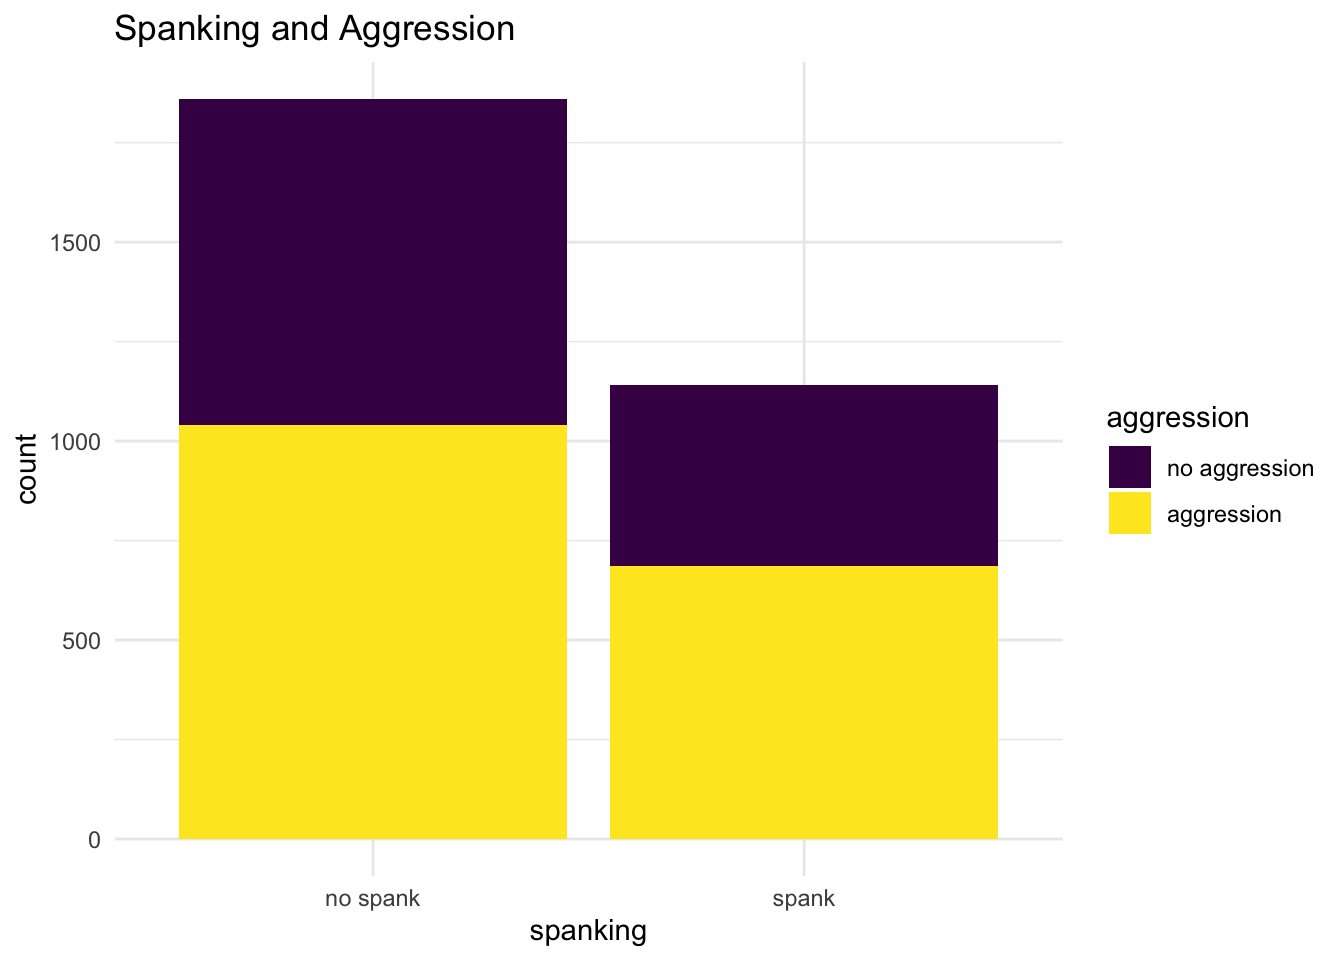 Spanking and Aggression
count
1500
1000
500
0
no spank
spank
spanking
aggression
no aggression
aggression